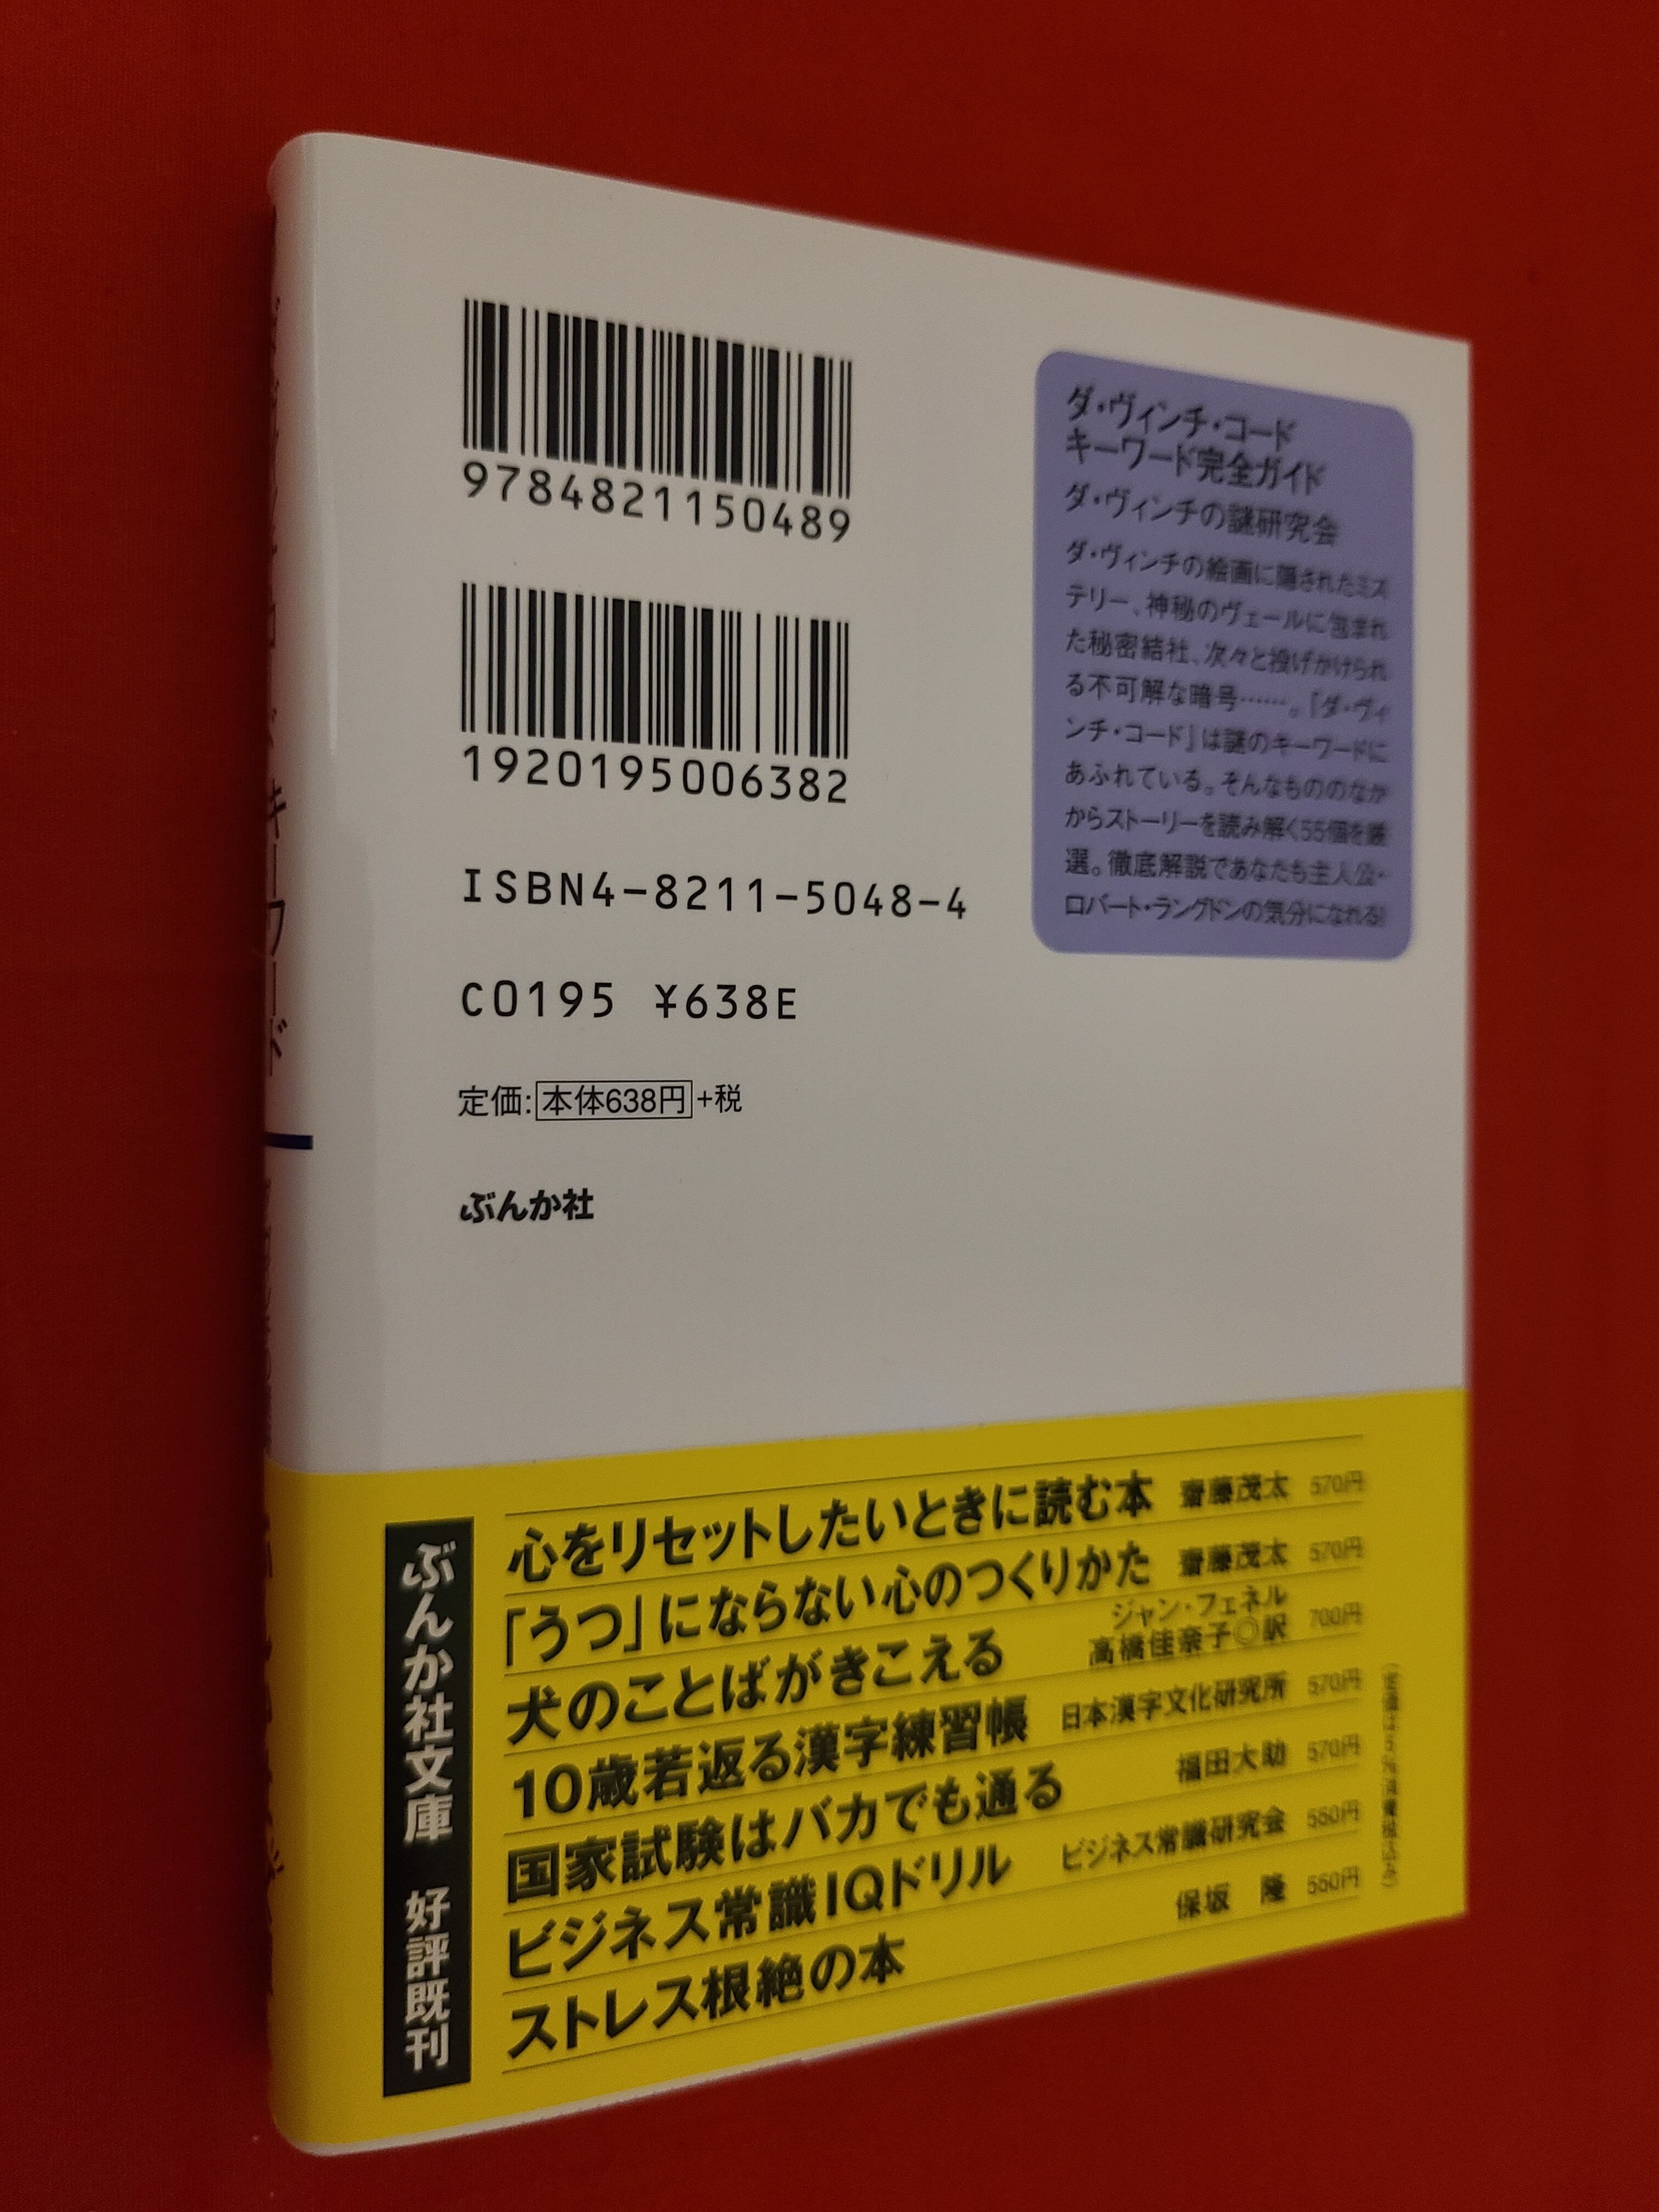 9784821150489
1920195006382
ISBN4-8211-5048-4
C0195 ¥638E
定価:本体638円+税
ぶんか社
ダ・ヴィンチ・コード
キーワード完全ガイド
ダ・ヴィンチの謎研究会
ダ・ヴィンチの絵画に隠されたミス
テリー、神秘のヴェールに包まれ
た秘密結社、次々と投げかけられ
る不可解な暗号……。『ダ・ヴィ
ンチ・コード』は謎のキーワードに
あふれている。そんなもののなか
からストーリーを読み解く55個を厳
選。徹底解説であなたも主人公・
ロバート・ラングドンの気分になれる!
キーワード
ぶんか社文庫 好評既刊
心をリセットしたいときに読む本 齋藤茂太 570円
「うつ」にならない心のつくりかた 齋藤茂太 570円
犬のことばがきこえる ジャン・フェネル 高橋佳奈子◎訳 700円
10歳若返る漢字練習帳 日本漢字文化研究所 570円
国家試験はバカでも通る 福田大助 570円
ビジネス常識IQドリル ビジネス常識研究会 550円
ストレス根絶の本 保坂 隆 550円
(定価は5%消費税込み)